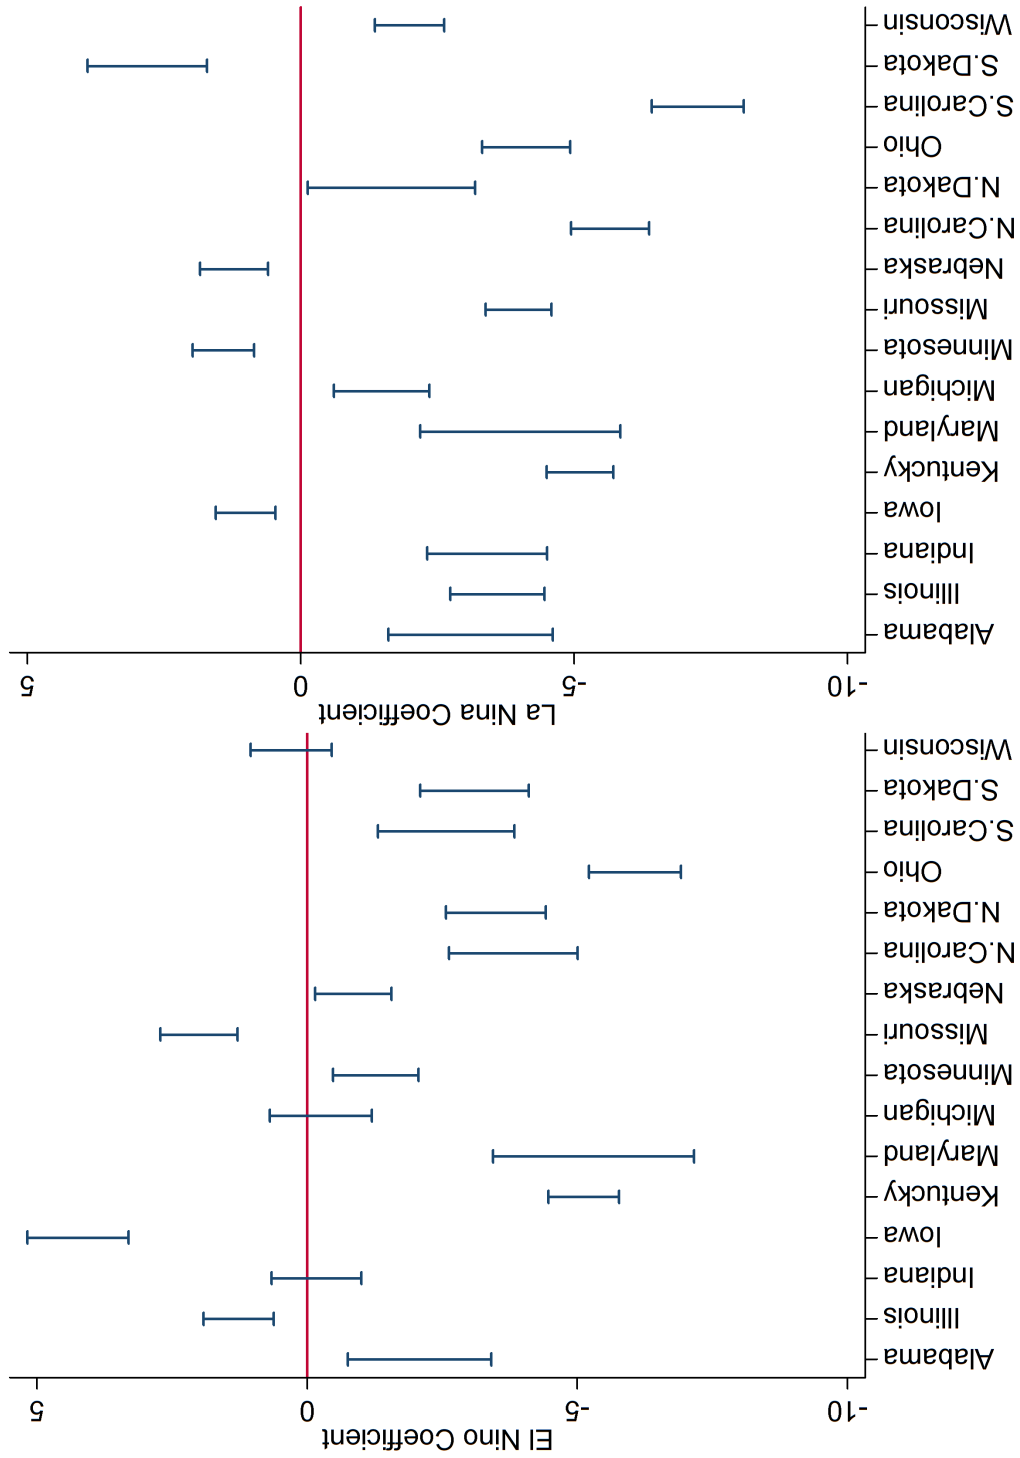 El Nino Coefficient
-10 -5 0 5
Alabama
Illinois
Indiana
Iowa
Kentucky
Maryland
Michigan
Minnesota
Missouri
Nebraska
N.Carolina
N.Dakota
Ohio
S.Carolina
S.Dakota
Wisconsin
La Nina Coefficient
-10 -5 0 5
Alabama
Illinois
Indiana
Iowa
Kentucky
Maryland
Michigan
Minnesota
Missouri
Nebraska
N.Carolina
N.Dakota
Ohio
S.Carolina
S.Dakota
Wisconsin